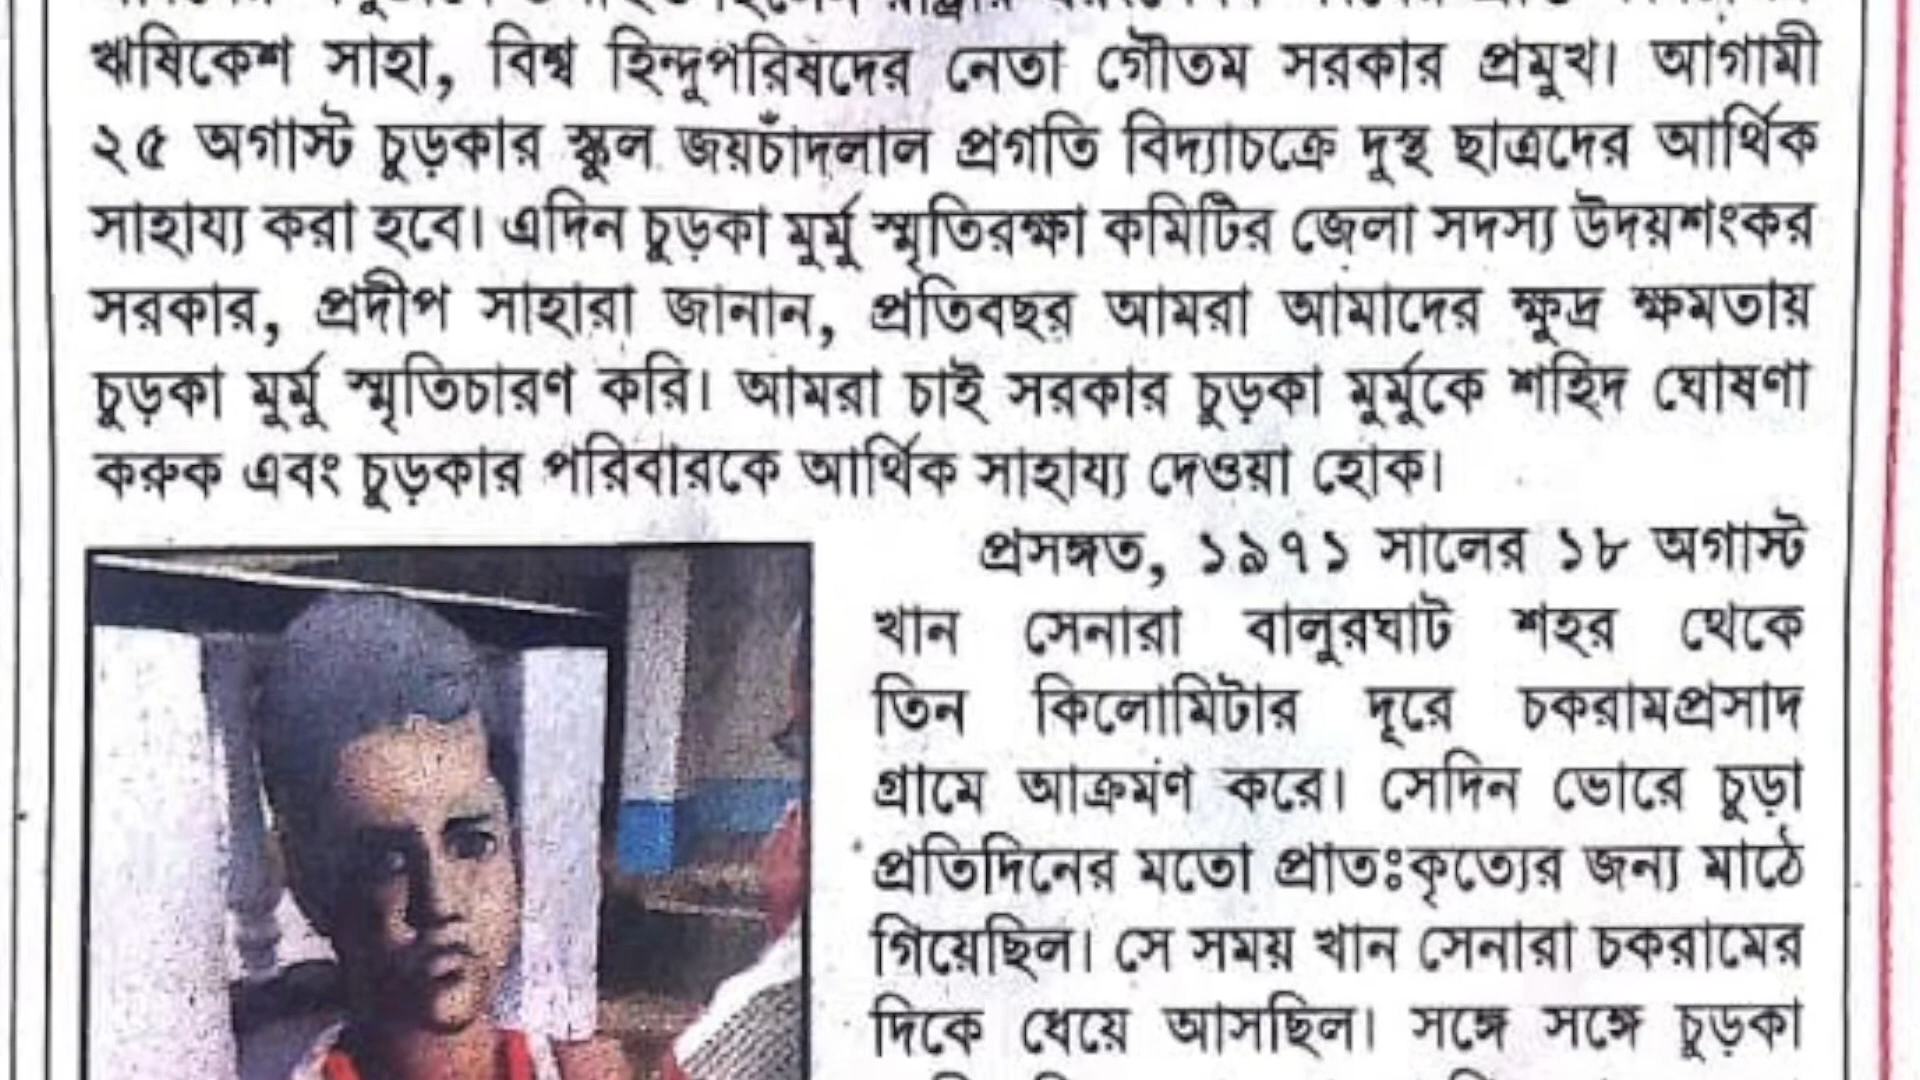 ঋষিকেশ সাহা, বিশ্ব হিন্দুপরিষদের নেতা গৌতম সরকার প্রমুখ। আগামী
২৫ অগাস্ট চুড়কার স্কুল জয়চাঁদলাল প্রগতি বিদ্যাচক্রে দুস্থ ছাত্রদের আর্থিক
সাহায্য করা হবে। এদিন চুড়কা মুর্মু স্মৃতিরক্ষা কমিটির জেলা সদস্য উদয়শংকর
সরকার, প্রদীপ সাহারা জানান, প্রতিবছর আমরা আমাদের ক্ষুদ্র ক্ষমতায়
চুড়কা মুর্মু স্মৃতিচারণ করি। আমরা চাই সরকার চুড়কা মুর্মুকে শহিদ ঘোষণা
করুক এবং চুড়কার পরিবারকে আর্থিক সাহায্য দেওয়া হোক।
প্রসঙ্গত, ১৯৭১ সালের ১৮ অগাস্ট
খান সেনারা বালুরঘাট শহর থেকে
তিন কিলোমিটার দূরে চকরামপ্রসাদ
গ্রামে আক্রমণ করে। সেদিন ভোরে চুড়া
প্রতিদিনের মতো প্রাতঃকৃত্যের জন্য মাঠে
গিয়েছিল। সে সময় খান সেনারা চকরামের
দিকে ধেয়ে আসছিল। সঙ্গে সঙ্গে চুড়কা